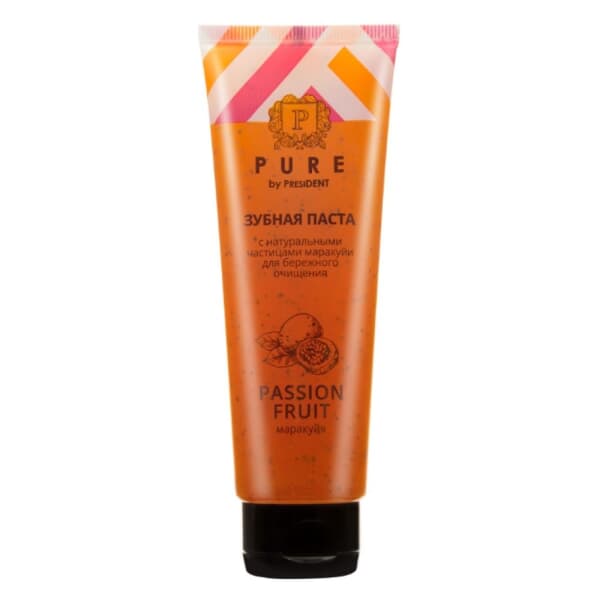 P
PURE
by PRESIDENT
ЗУБНАЯ ПАСТА
с натуральными
частицами маракуйи
для бережного
очищения
PASSION
FRUIT
маракуйя